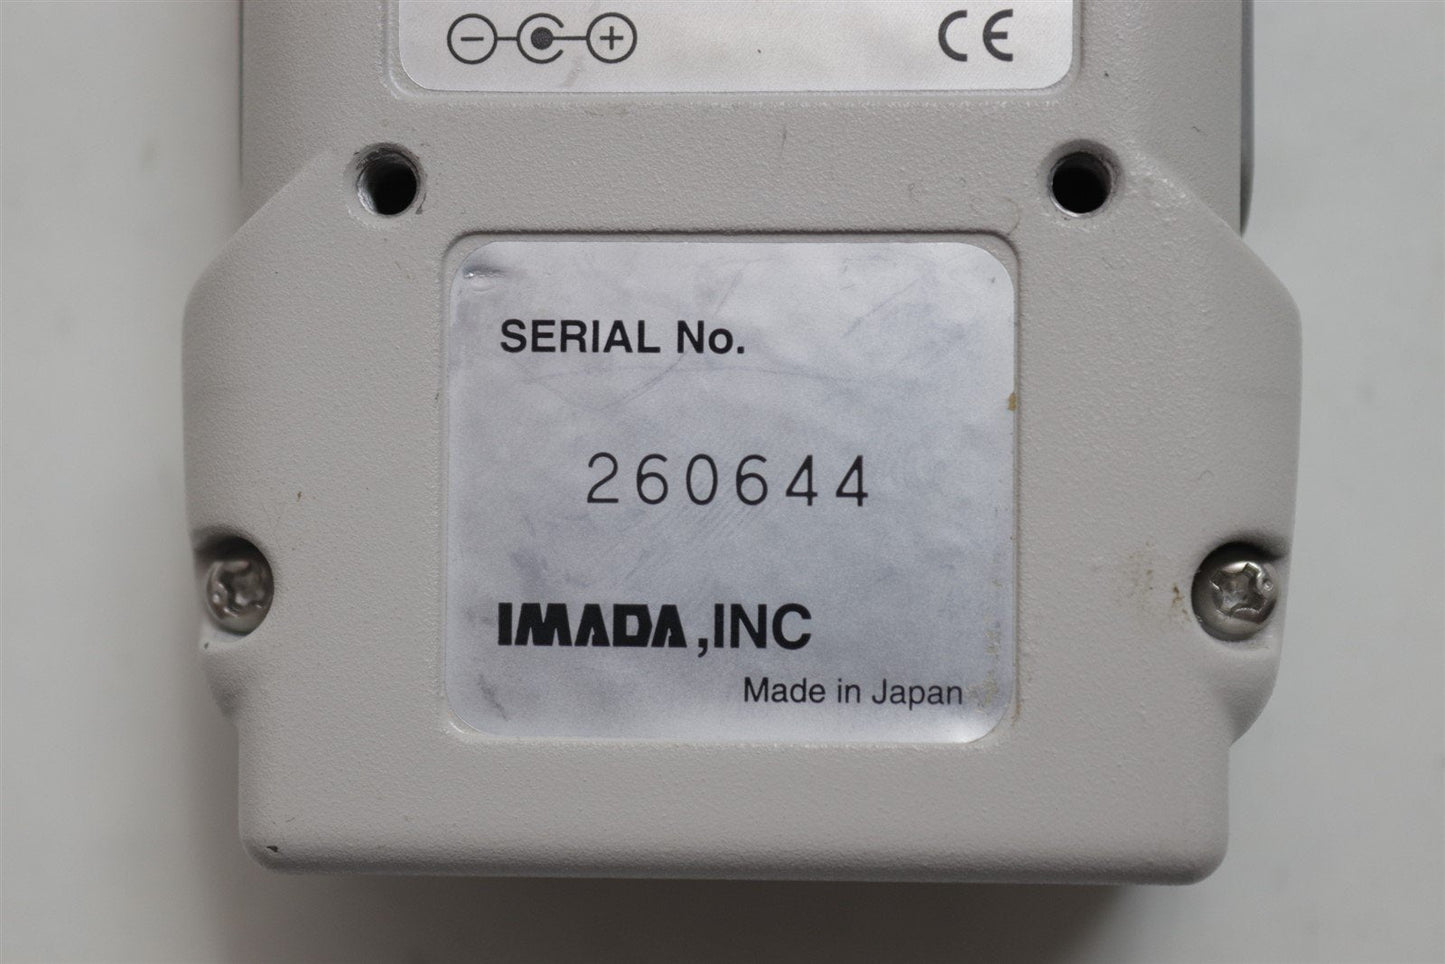 CE
SERIAL No.
260644
IMADA,INC
Made in Japan